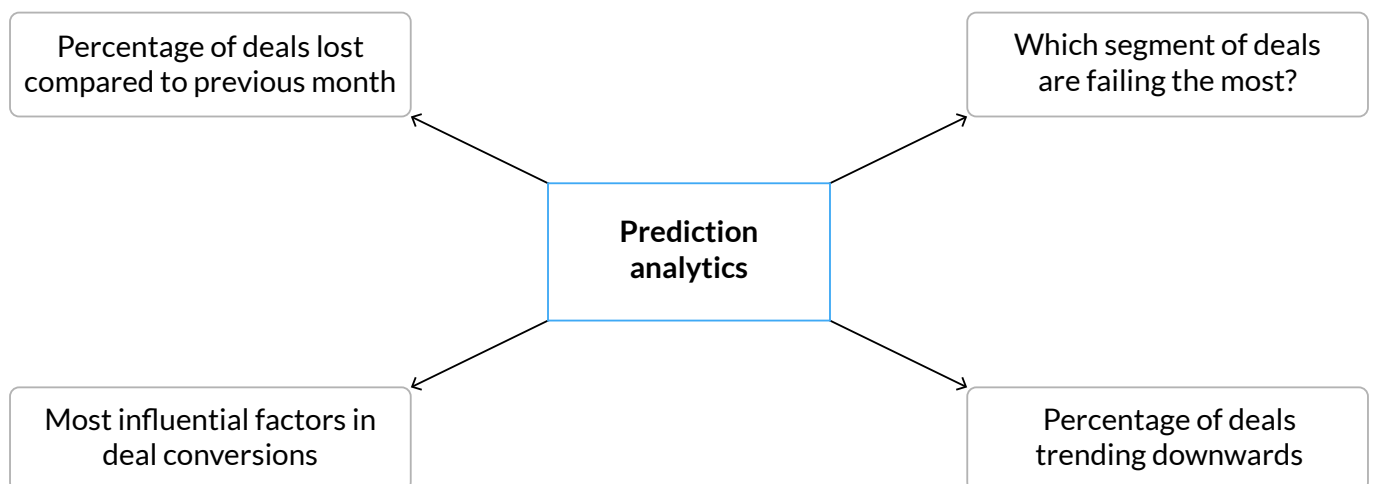 Percentage of deals lost
compared to previous month
Which segment of deals
are failing the most?
Prediction
analytics
Most influential factors in
deal conversions
Percentage of deals
trending downwards